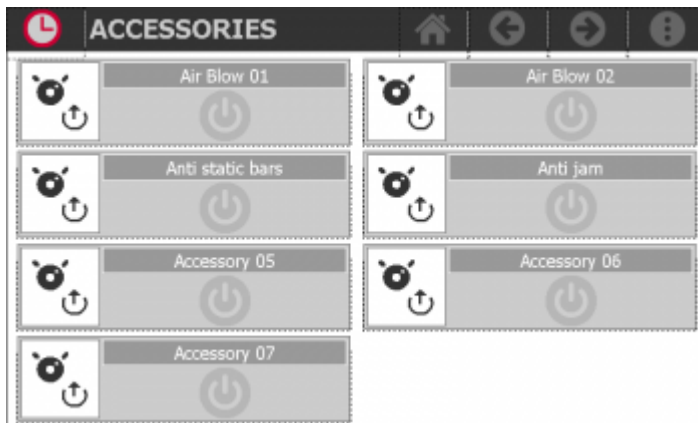 ACCESSORIES
Air Blow 01
Air Blow 02
Anti static bars
Anti jam
Accessory 05
Accessory 06
Accessory 07